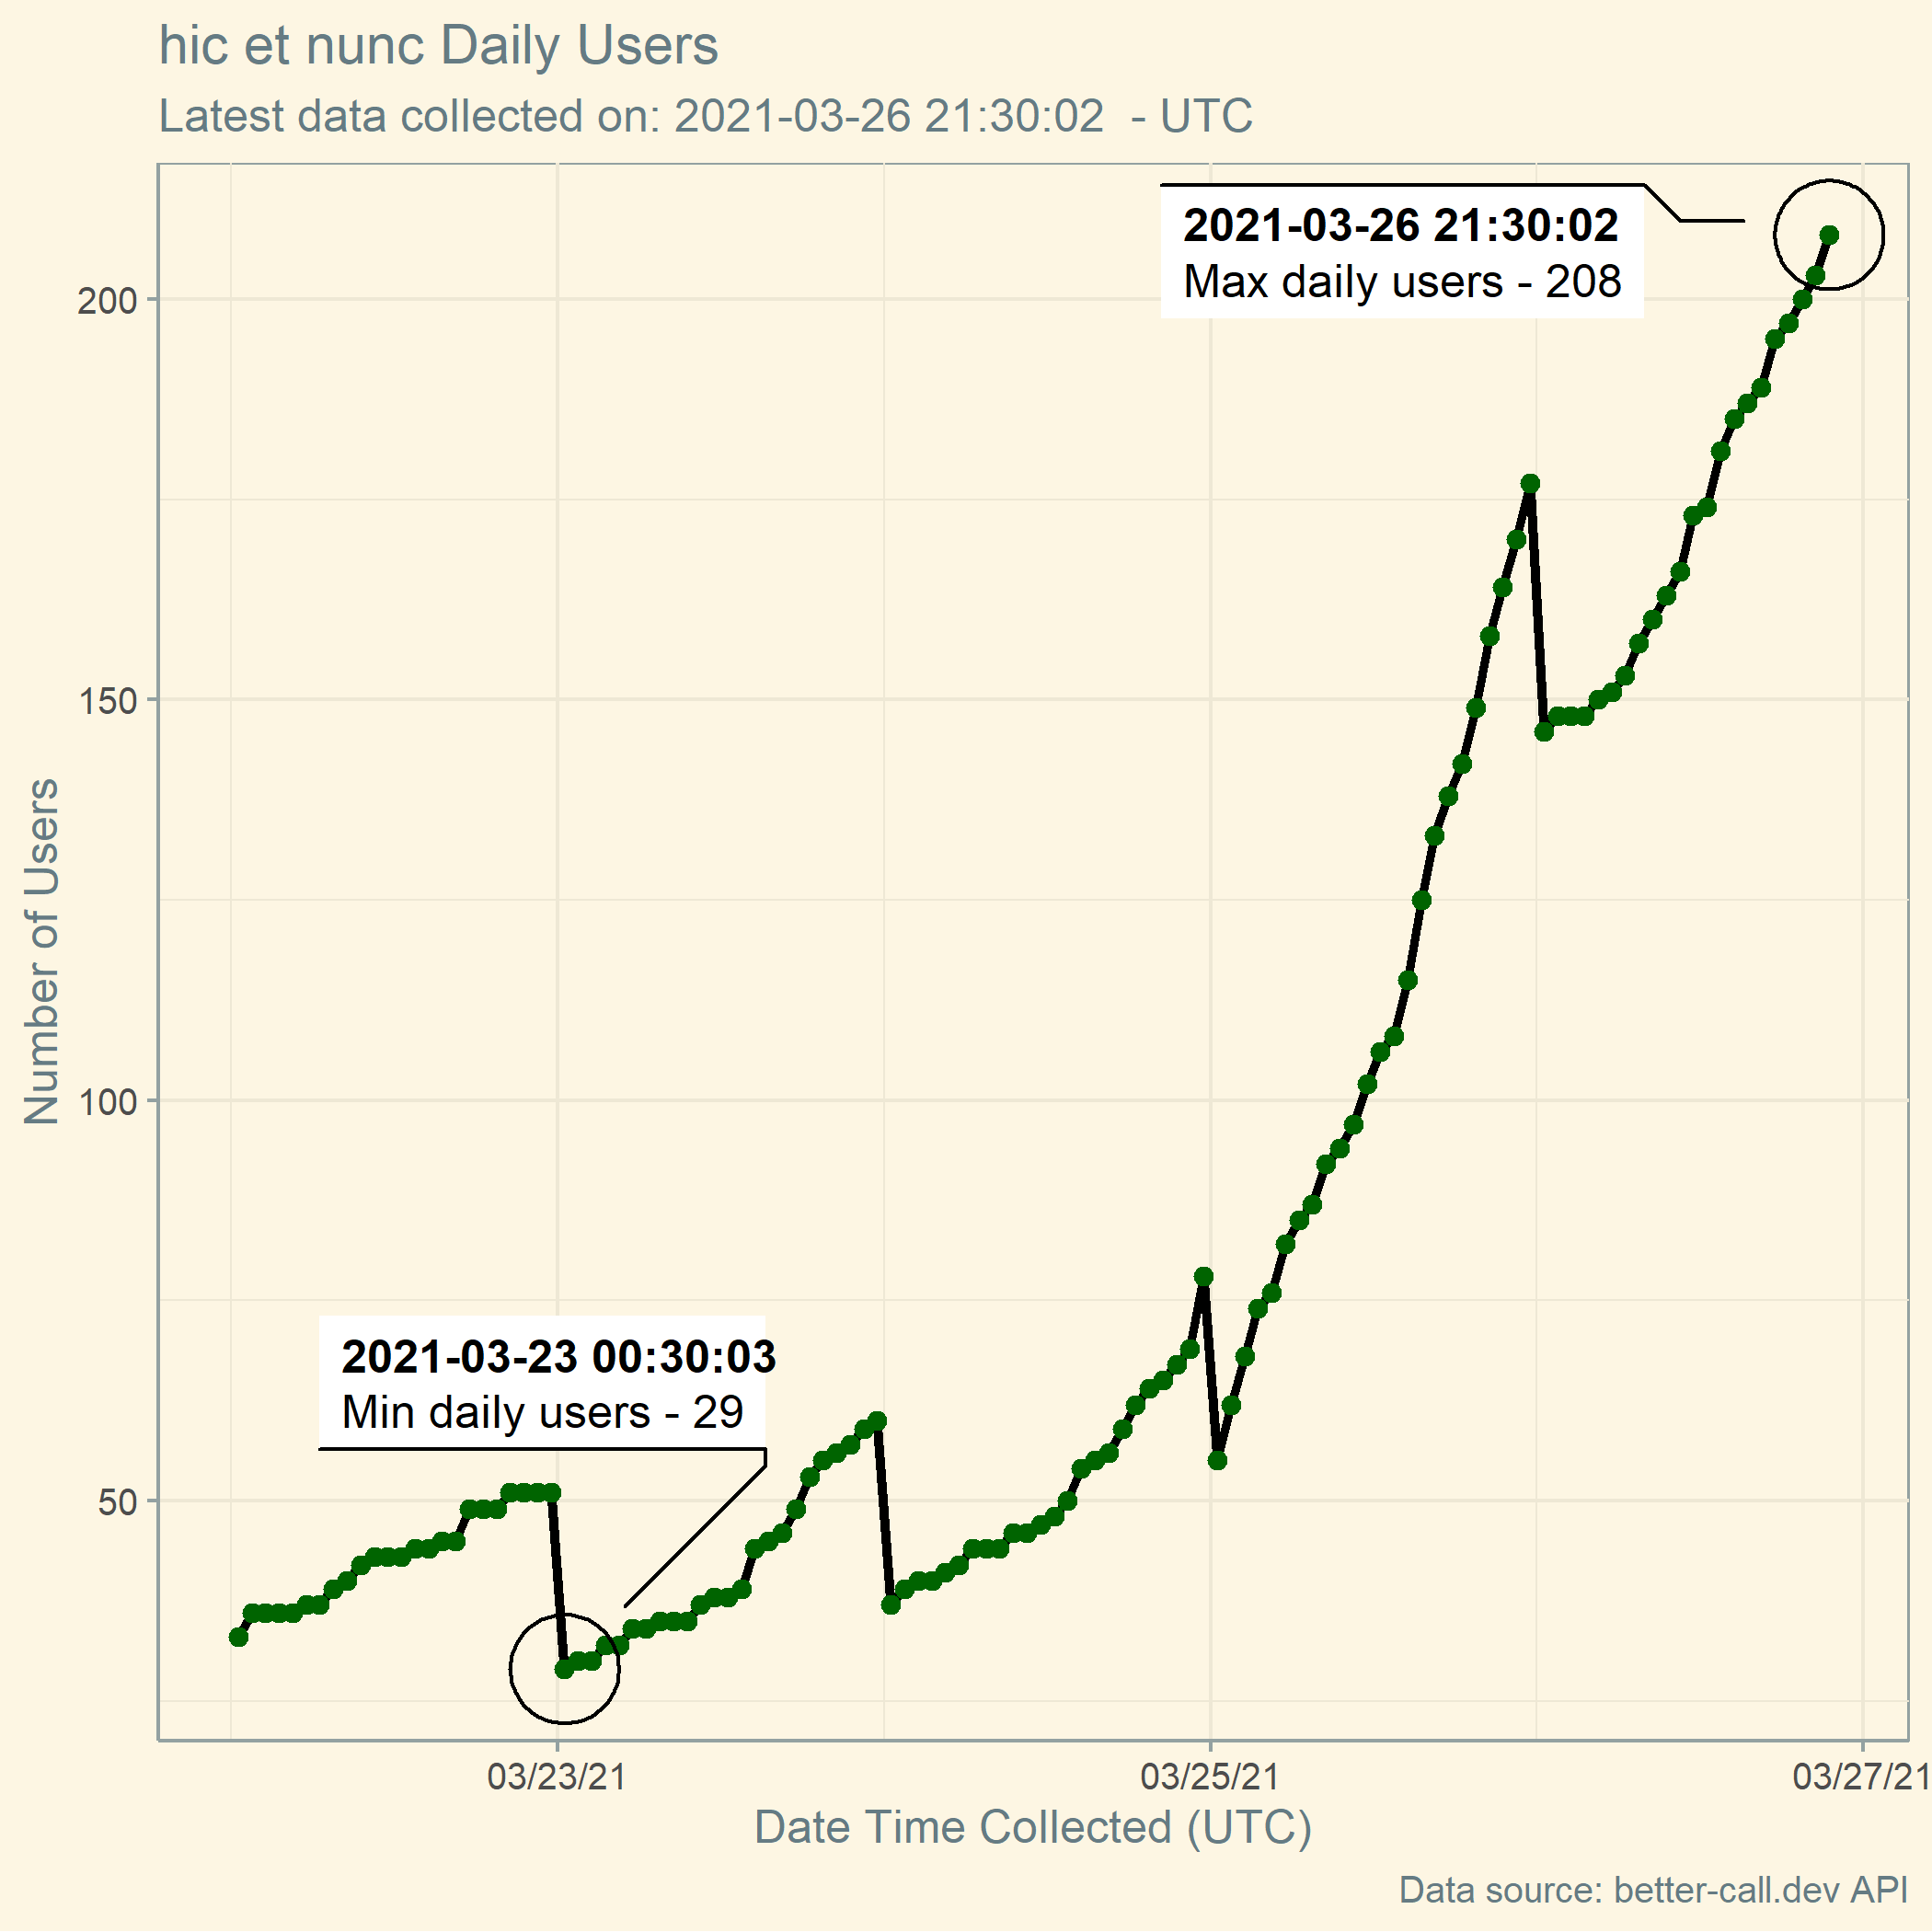 hic et nunc Daily Users
Latest data collected on: 2021-03-26 21:30:02  - UTC
2021-03-26 21:30:02
Max daily users - 208
200
150
100
50
Number of Users
2021-03-23 00:30:03
Min daily users - 29
03/23/21
03/25/21
03/27/21
Date Time Collected (UTC)
Data source: better-call.dev API